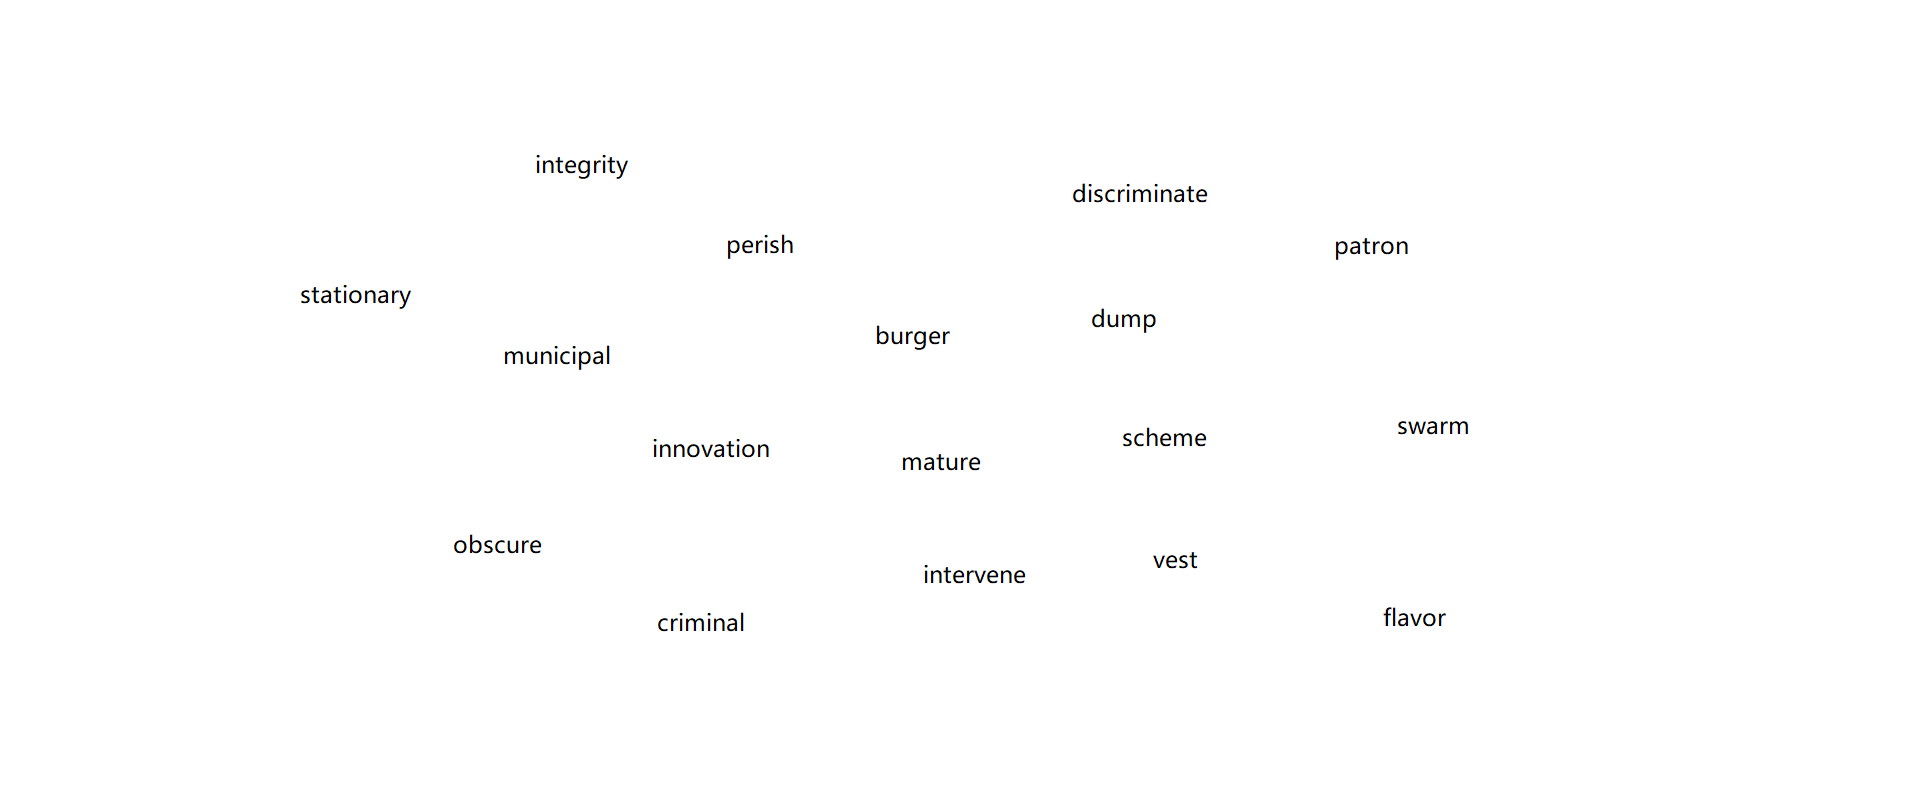 integrity
discriminate
perish
patron
stationary
dump
burger
municipal
swarm
scheme
innovation
mature
obscure
vest
intervene
flavor
criminal